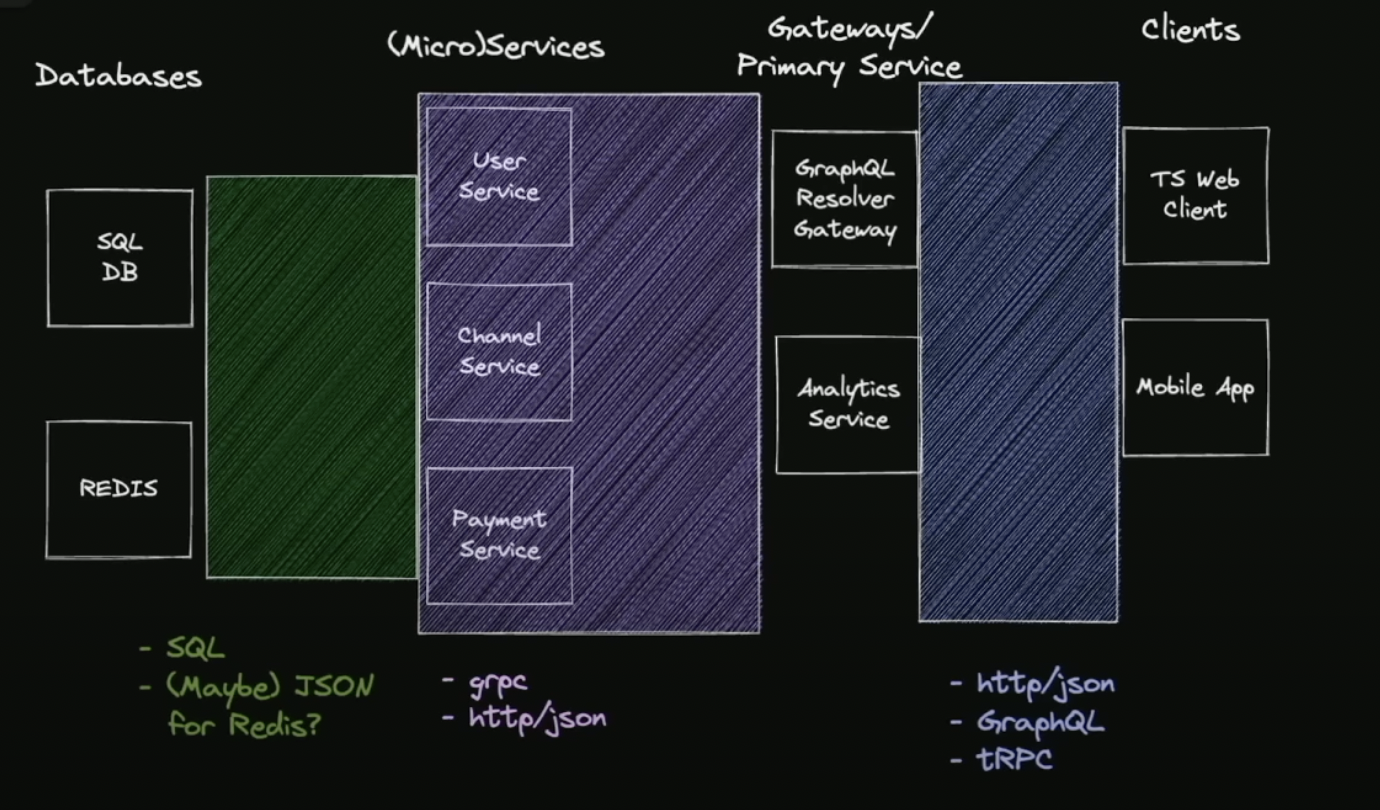 Databases
(Micro)Services
Gateways/
Primary Service
Clients
SQL
DB
REDIS
User
Service
Channel
Service
Payment
Service
GraphQL
Resolver
Gateway
Analytics
Service
TS Web
Client
Mobile App
- SQL
- (Maybe) JSON
for Redis?
- grpc
- http/json
- http/json
- GraphQL
- tRPC